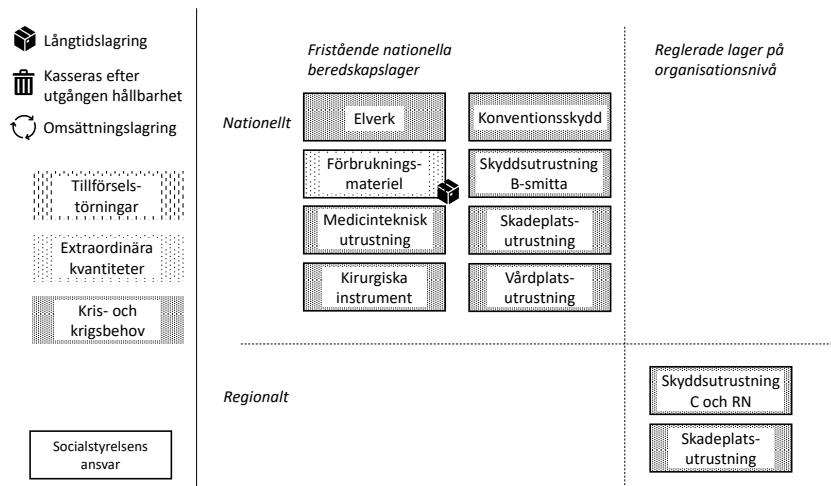 Långtidslagring
Kasseras efter
utgången hållbarhet
Omsättningslagring
Tillförsels-
törningar
Extraordinära
kvantiteter
Kris- och
krigsbehov
Socialstyrelsens
ansvar
Fristående nationella
beredskapslager
Reglerade lager på
organisationsnivå
Nationellt
Elverk
Konventionsskydd
Förbruknings-
materiel
Skyddsutrustning
B-smitta
Medicinteknisk
utrustning
Skadeplats-
utrustning
Kirurgiska
instrument
Vårdplats-
utrustning
Regionalt
Skyddsutrustning
C och RN
Skadeplats-
utrustning